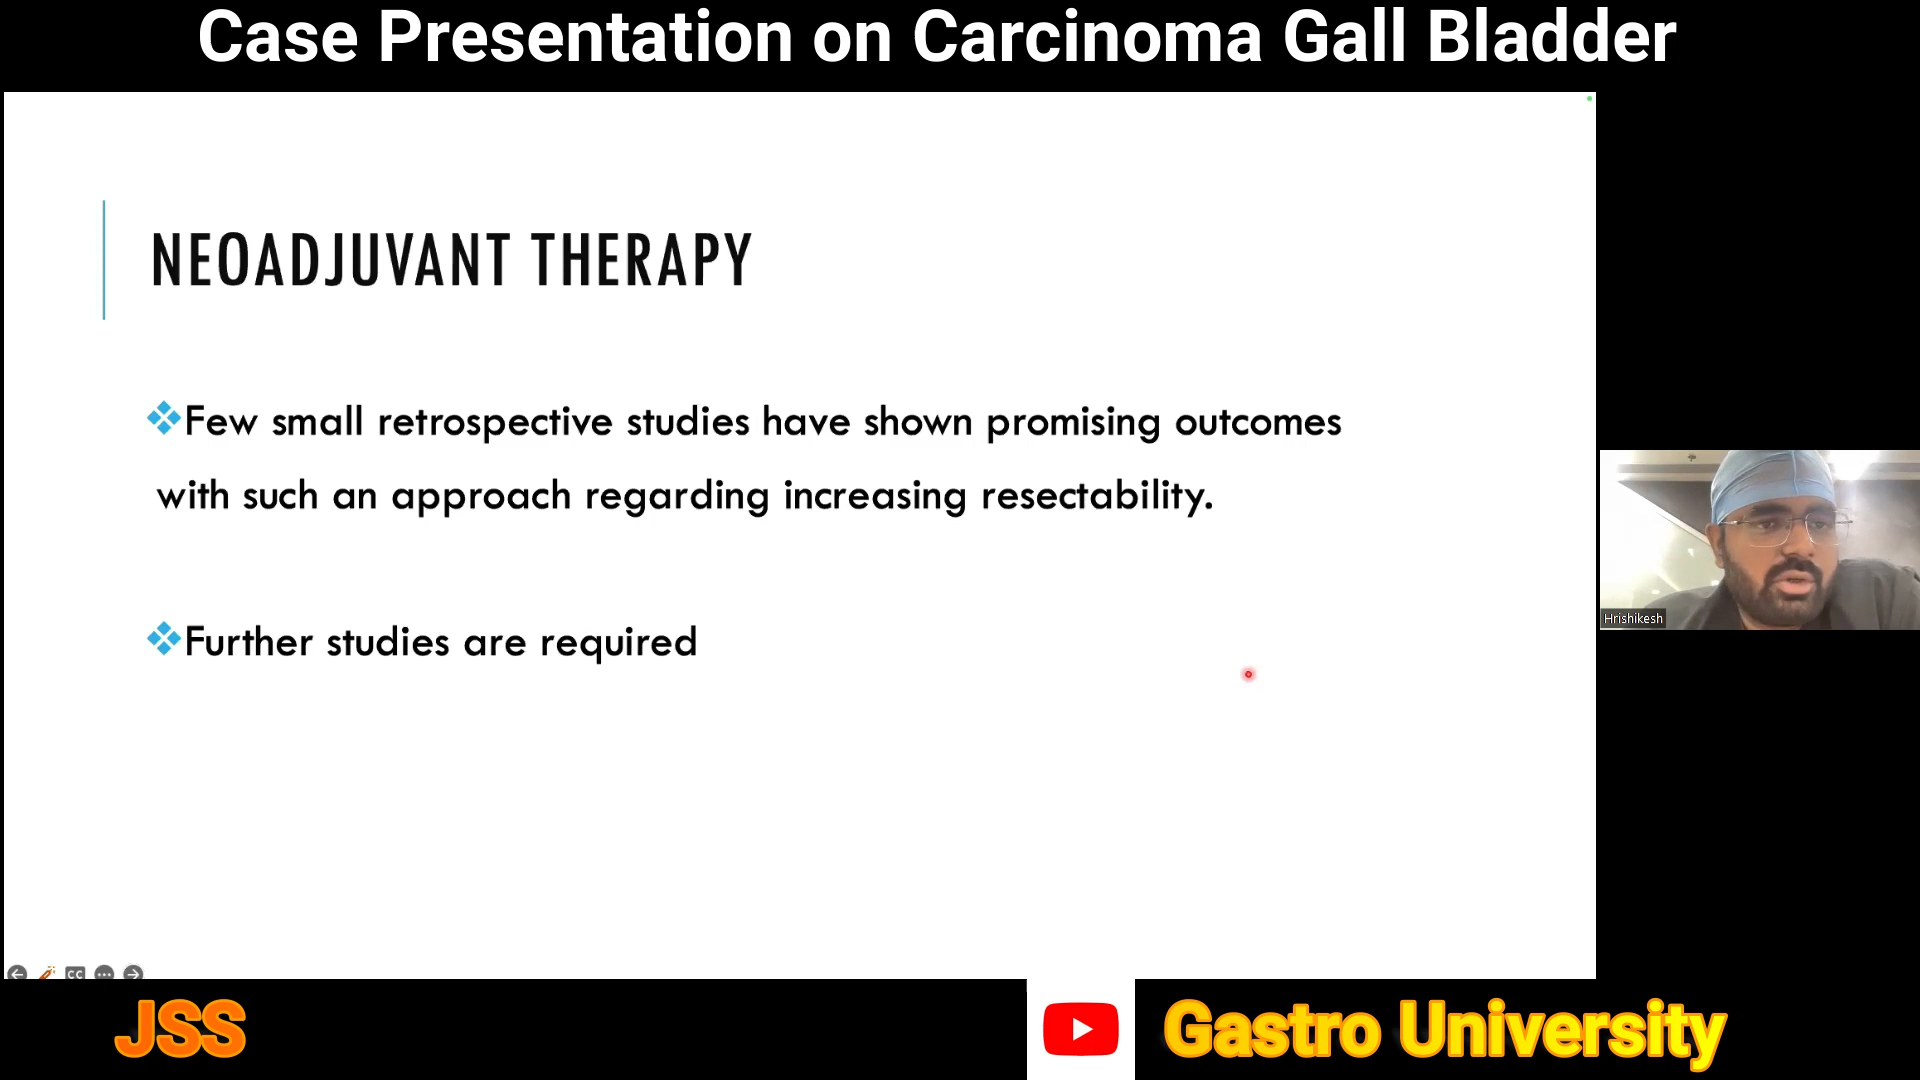 Case Presentation on Carcinoma Gall Bladder
NEOADJUVANT THERAPY
Few small retrospective studies have shown promising outcomes
with such an approach regarding increasing resectability.
Further studies are required
Hrishikesh
CC
JSS
Gastro University